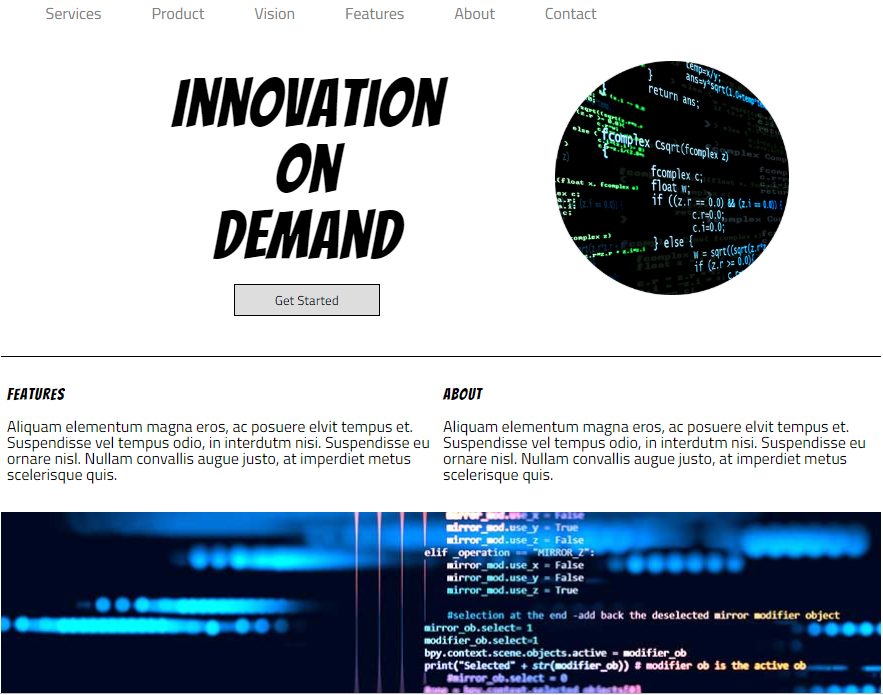 Services Product Vision Features About Contact
INNOVATION
ON
DEMAND
Get Started
temp=x/y;
}
return ans;
fcomplex Csqrt(fcomplex z)
{
fcomplex c;
float w;
if ((z.r == 0.0) && (z.i == 0.0)) {
c.r=0.0;
c.i=0.0;
} else {
FEATURES
Aliquam elementum magna eros, ac posuere elvit tempus et.
Suspendisse vel tempus odio, in interdutm nisi. Suspendisse eu
ornare nisl. Nullam convallis augue justo, at imperdiet metus
scelerisque quis.
ABOUT
Aliquam elementum magna eros, ac posuere elvit tempus et.
Suspendisse vel tempus odio, in interdutm nisi. Suspendisse eu
ornare nisl. Nullam convallis augue justo, at imperdiet metus
scelerisque quis.
mirror_mod.use_x = False
mirror_mod.use_y = True
mirror_mod.use_z = False
elif _operation == "MIRROR_Z":
mirror_mod.use_x = False
mirror_mod.use_y = False
mirror_mod.use_z = True
#selection at the end -add back the deselected mirror modifier object
mirror_ob.select= 1
modifier_ob.select=1
bpy.context.scene.objects.active = modifier_ob
print("Selected" + str(modifier_ob)) # modifier ob is the active ob
#mirror_ob.select = 0